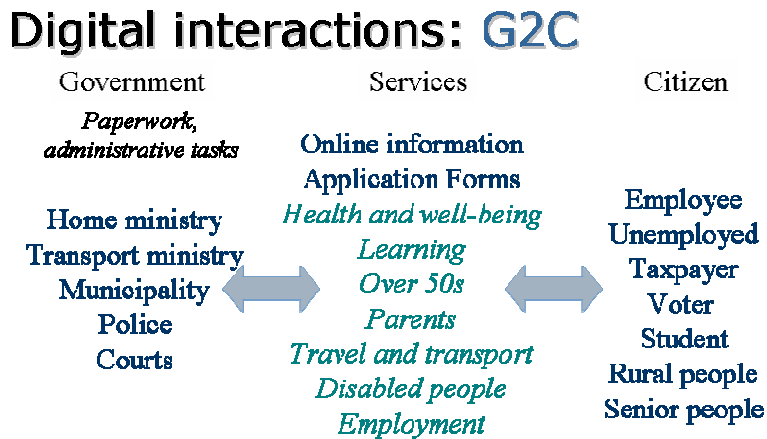 Digital interactions: G2C
Government
Paperwork,
administrative tasks
Home ministry
Transport ministry
Municipality
Police
Courts
Services
Online information
Application Forms
Health and well-being
Learning
Over 50s
Parents
Travel and transport
Disabled people
Employment
Citizen
Employee
Unemployed
Taxpayer
Voter
Student
Rural people
Senior people